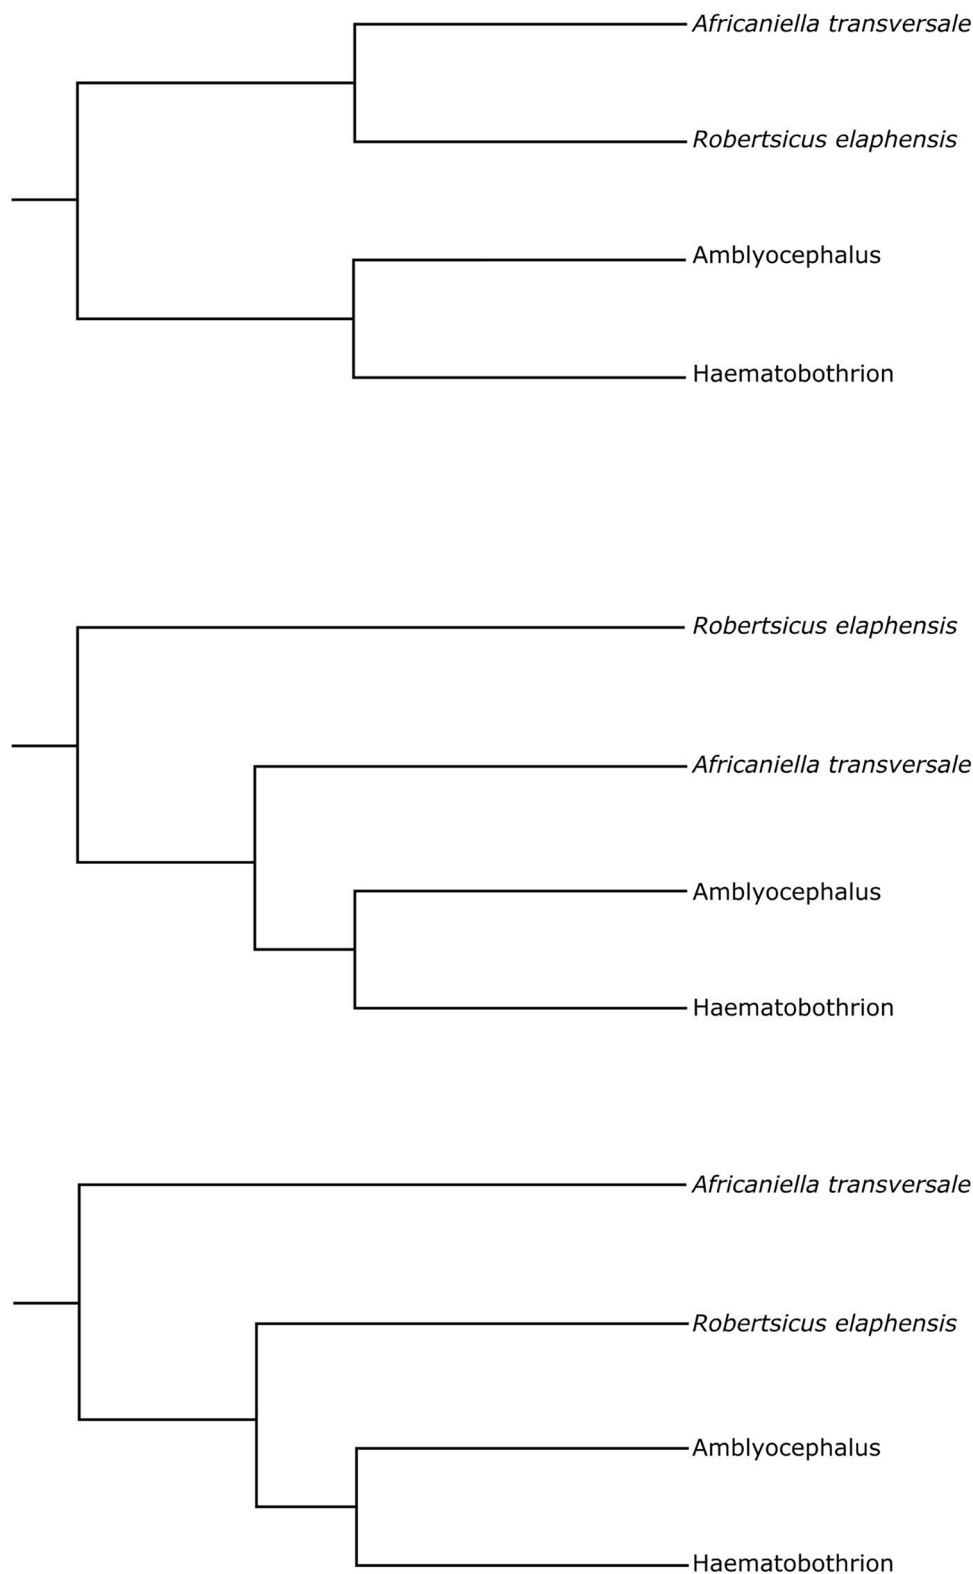 Africaniella transversale
Robertsicus elaphensis
Amblyocephalus
Haematobothrion
Robertsicus elaphensis
Africaniella transversale
Amblyocephalus
Haematobothrion
Africaniella transversale
Robertsicus elaphensis
Amblyocephalus
Haematobothrion